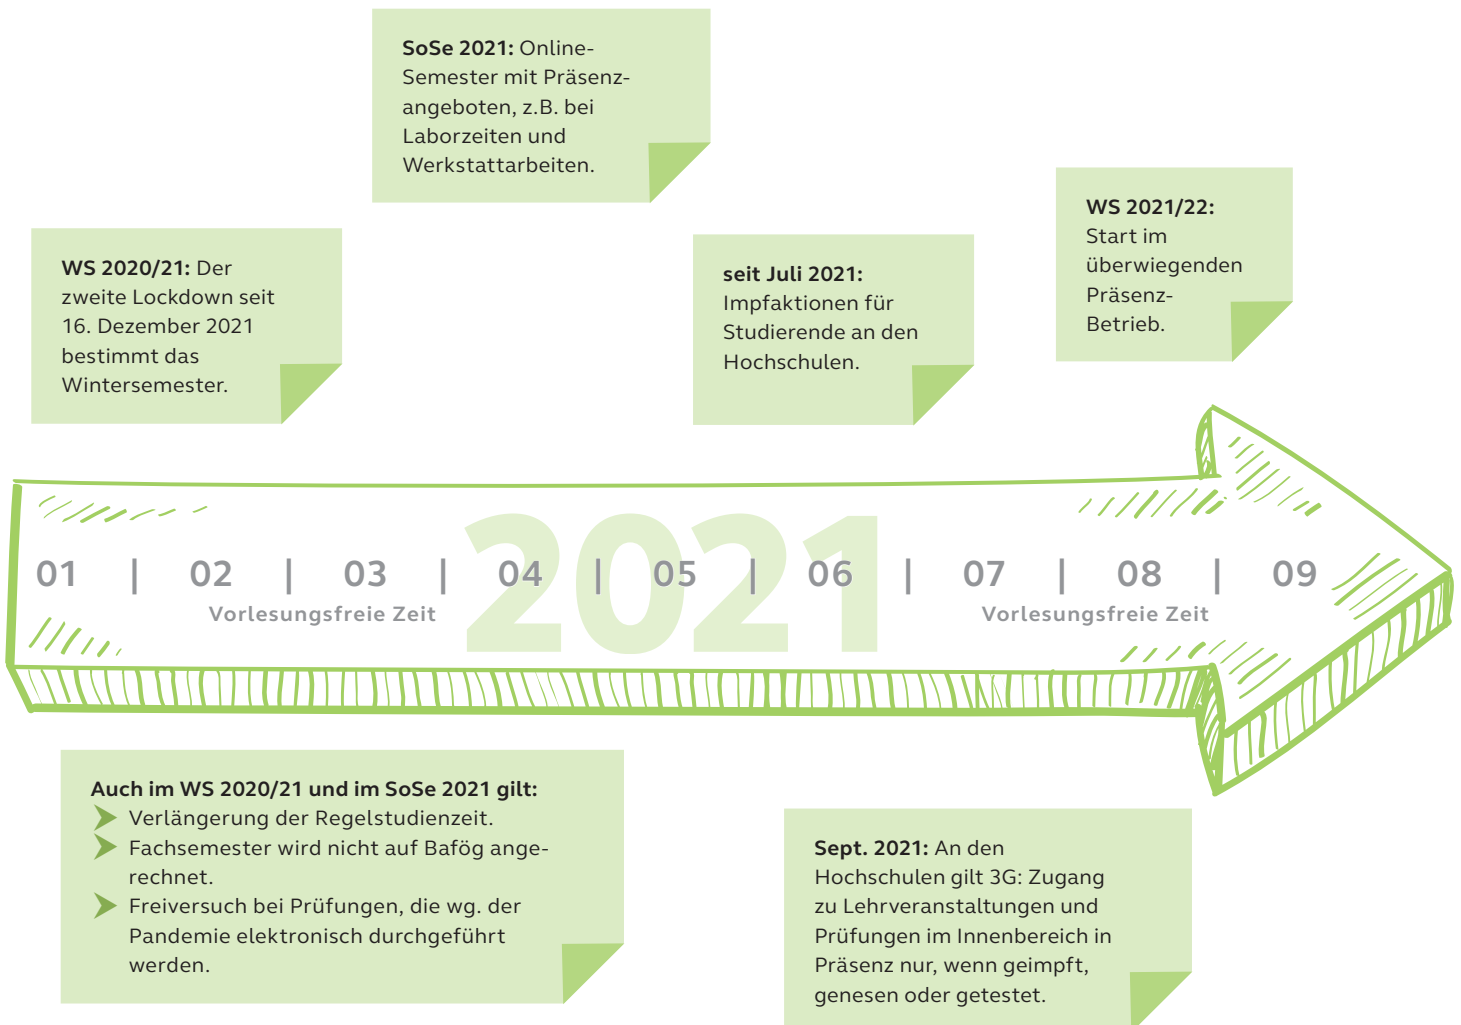 SoSe 2021: Online-
Semester mit Präsenz-
angeboten, z.B. bei
Laborzeiten und
Werkstattarbeiten.
WS 2021/22:
Start im
überwiegenden
Präsenz-
Betrieb.
WS 2020/21: Der
zweite Lockdown seit
16. Dezember 2021
bestimmt das
Wintersemester.
seit Juli 2021:
Impfaktionen für
Studierende an den
Hochschulen.
2021
01 | 02 | 03 | 04 | 05 | 06 | 07 | 08 | 09
Vorlesungsfreie Zeit Vorlesungsfreie Zeit
Auch im WS 2020/21 und im SoSe 2021 gilt:
Verlängerung der Regelstudienzeit.
Fachsemester wird nicht auf Bafög ange-
rechnet.
Freiversuch bei Prüfungen, die wg. der
Pandemie elektronisch durchgeführt
werden.
Sept. 2021: An den
Hochschulen gilt 3G: Zugang
zu Lehrveranstaltungen und
Prüfungen im Innenbereich in
Präsenz nur, wenn geimpft,
genesen oder getestet.